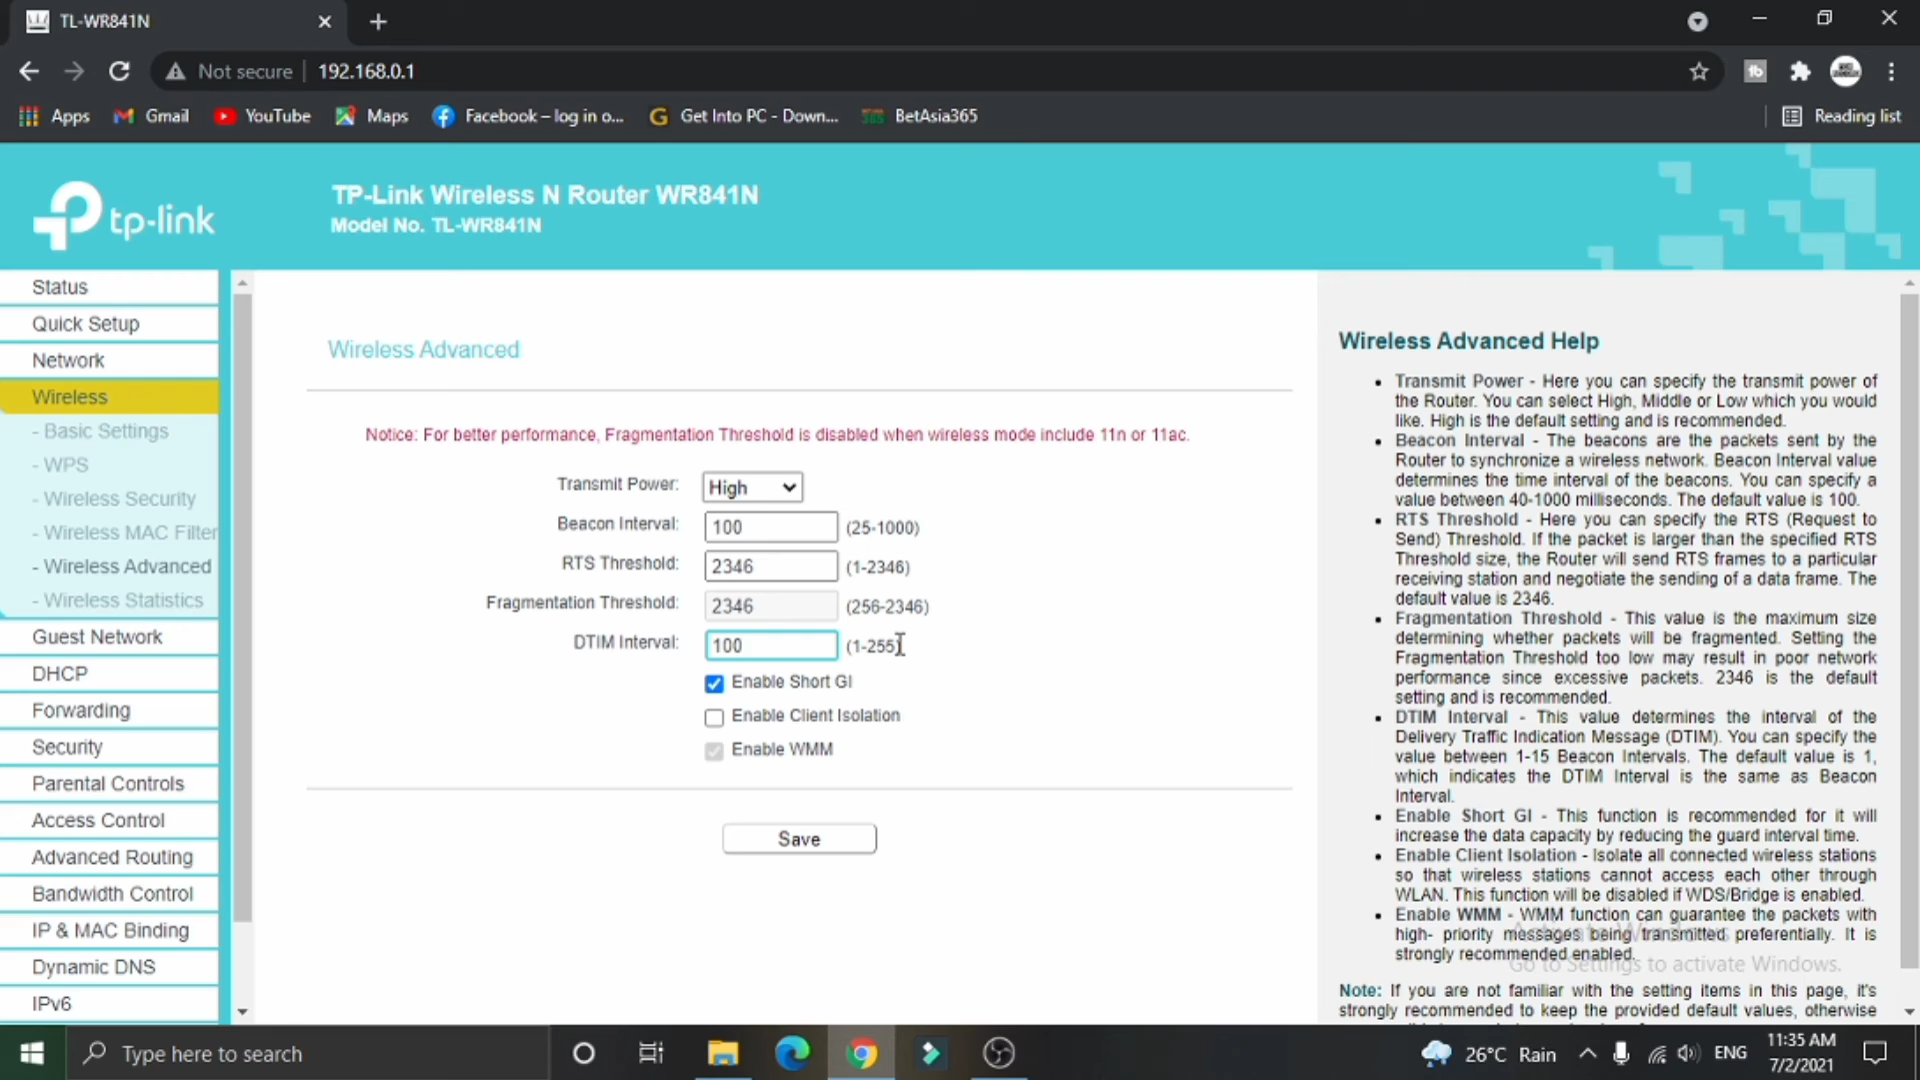 TL-WR841N
Not secure
192.168.0.1
Apps
Gmail
YouTube
Maps
Facebook – log in o...
Get Into PC - Down...
BetAsia365
Reading list
tp-link
TP-Link Wireless N Router WR841N
Model No. TL-WR841N
Status
Quick Setup
Network
Wireless
- Basic Settings
- WPS
- Wireless Security
- Wireless MAC Filter
- Wireless Advanced
- Wireless Statistics
Guest Network
DHCP
Forwarding
Security
Parental Controls
Access Control
Advanced Routing
Bandwidth Control
IP & MAC Binding
Dynamic DNS
IPv6
Wireless Advanced
Notice: For better performance, Fragmentation Threshold is disabled when wireless mode include 11n or 11ac.
Transmit Power: High
Beacon Interval: 100 (25-1000)
RTS Threshold: 2346 (1-2346)
Fragmentation Threshold: 2346 (256-2346)
DTIM Interval: 100 (1-255)
Enable Short GI
Enable Client Isolation
Enable WMM
Save
Wireless Advanced Help
• Transmit Power - Here you can specify the transmit power of
the Router. You can select High, Middle or Low which you would
like. High is the default setting and is recommended.
• Beacon Interval - The beacons are the packets sent by the
Router to synchronize a wireless network. Beacon Interval value
determines the time interval of the beacons. You can specify a
value between 40-1000 milliseconds. The default value is 100.
• RTS Threshold - Here you can specify the RTS (Request to
Send) Threshold. If the packet is larger than the specified RTS
Threshold size, the Router will send RTS frames to a particular
receiving station and negotiate the sending of a data frame. The
default value is 2346.
• Fragmentation Threshold - This value is the maximum size
determining whether packets will be fragmented. Setting the
Fragmentation Threshold too low may result in poor network
performance since excessive packets. 2346 is the default
setting and is recommended.
• DTIM Interval - This value determines the interval of the
Delivery Traffic Indication Message (DTIM). You can specify the
value between 1-15 Beacon Intervals. The default value is 1,
which indicates the DTIM Interval is the same as Beacon
Interval.
• Enable Short GI - This function is recommended for it will
increase the data capacity by reducing the guard interval time.
• Enable Client Isolation - Isolate all connected wireless stations
so that wireless stations cannot access each other through
WLAN. This function will be disabled if WDS/Bridge is enabled.
• Enable WMM - WMM function can guarantee the packets with
high- priority messages being transmitted preferentially. It is
strongly recommended enabled.
Activate Windows
Go to Settings to activate Windows.
Note: If you are not familiar with the setting items in this page, it's
strongly recommended to keep the provided default values, otherwise
Type here to search
26°C Rain
ENG
11:35 AM
7/2/2021